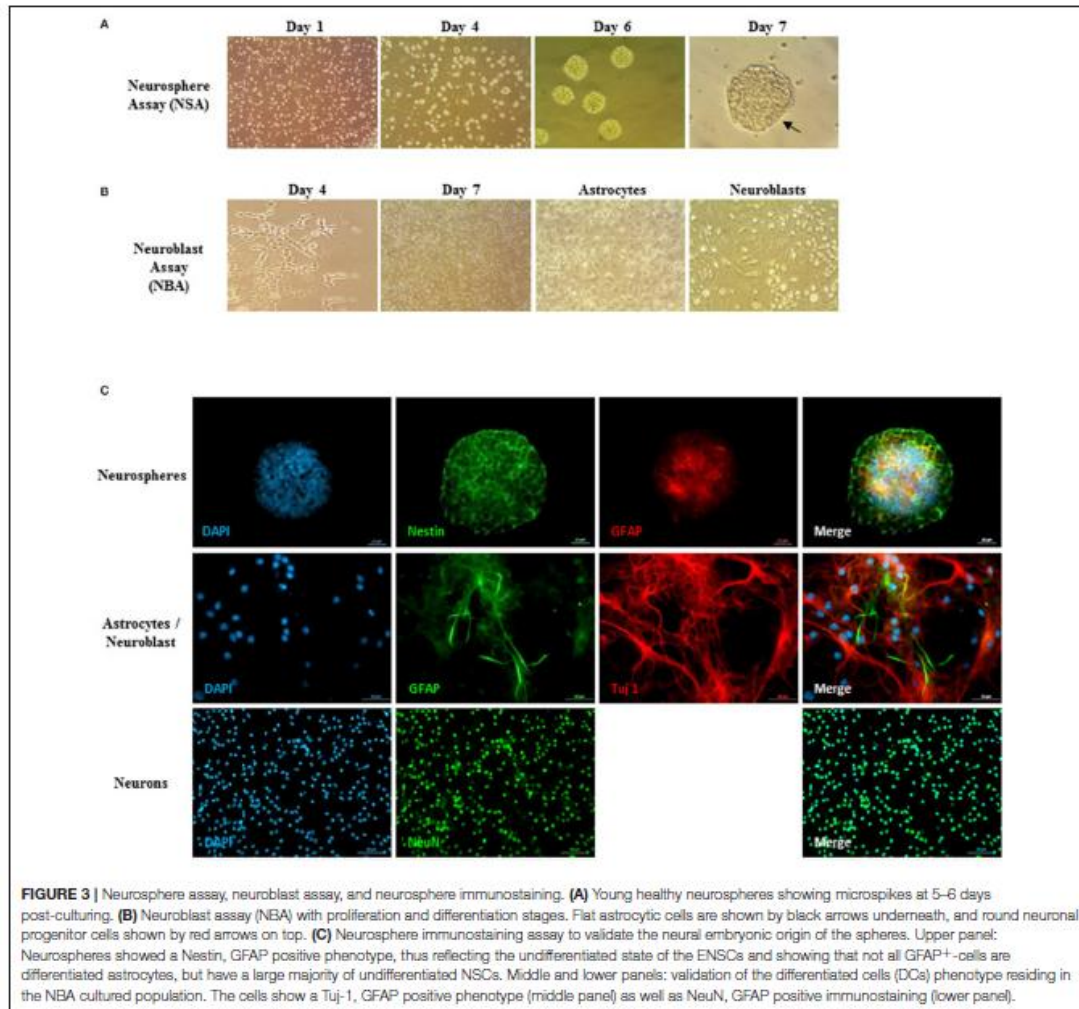 A
Day 1 Day 4 Day 6 Day 7
Neurosphere
Assay (NSA)
B
Day 4 Day 7 Astrocytes Neuroblasts
Neuroblast
Assay
(NBA)
C
Neurospheres
DAPI Nestin GFAP Merge
Astrocytes /
Neuroblast
DAPI GFAP Tuj 1 Merge
Neurons
DAPI NeuN Merge
FIGURE 3 | Neurosphere assay, neuroblast assay, and neurosphere immunostaining. (A) Young healthy neurospheres showing microspikes at 5–6 days
post-culturing. (B) Neuroblast assay (NBA) with proliferation and differentiation stages. Flat astrocytic cells are shown by black arrows underneath, and round neuronal
progenitor cells shown by red arrows on top. (C) Neurosphere immunostaining assay to validate the neural embryonic origin of the spheres. Upper panel:
Neurospheres showed a Nestin, GFAP positive phenotype, thus reflecting the undifferentiated state of the ENSCs and showing that not all GFAP+-cells are
differentiated astrocytes, but have a large majority of undifferentiated NSCs. Middle and lower panels: validation of the differentiated cells (DCs) phenotype residing in
the NBA cultured population. The cells show a Tuj-1, GFAP positive phenotype (middle panel) as well as NeuN, GFAP positive immunostaining (lower panel).